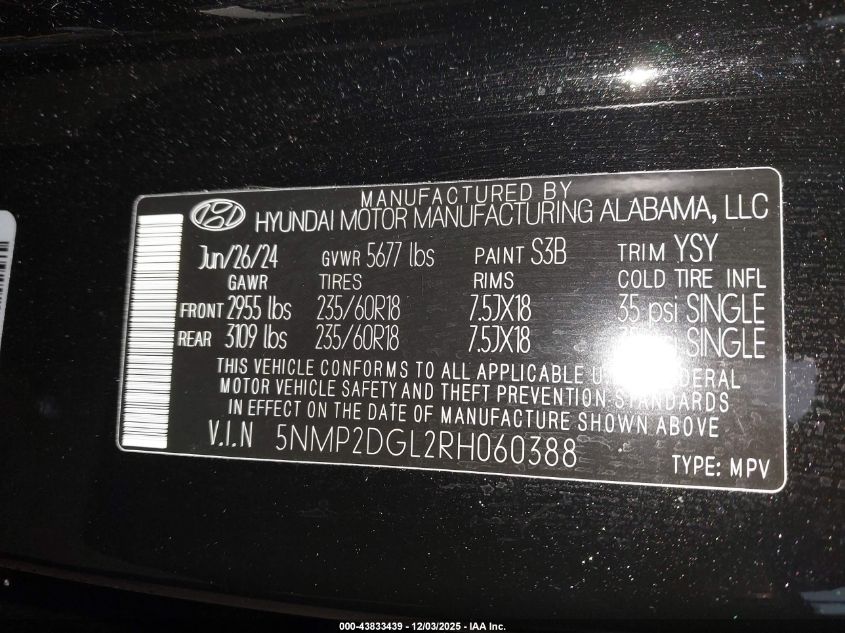 MANUFACTURED BY
HYUNDAI MOTOR MANUFACTURING ALABAMA, LLC
Jun/26/24 GVWR 5677 lbs PAINT S3B TRIM YSY
GAWR TIRES RIMS COLD TIRE INFL
FRONT 2955 lbs 235/60R18 7.5JX18 35 psi SINGLE
REAR 3109 lbs 235/60R18 7.5JX18 SINGLE
THIS VEHICLE CONFORMS TO ALL APPLICABLE
MOTOR VEHICLE SAFETY AND THEFT PREVENTION STANDARDS
IN EFFECT ON THE DATE OF MANUFACTURE SHOWN ABOVE
V.I.N 5NMP2DGL2RH060388 TYPE: MPV
000-43833439 - 12/03/2025 - IAA Inc.